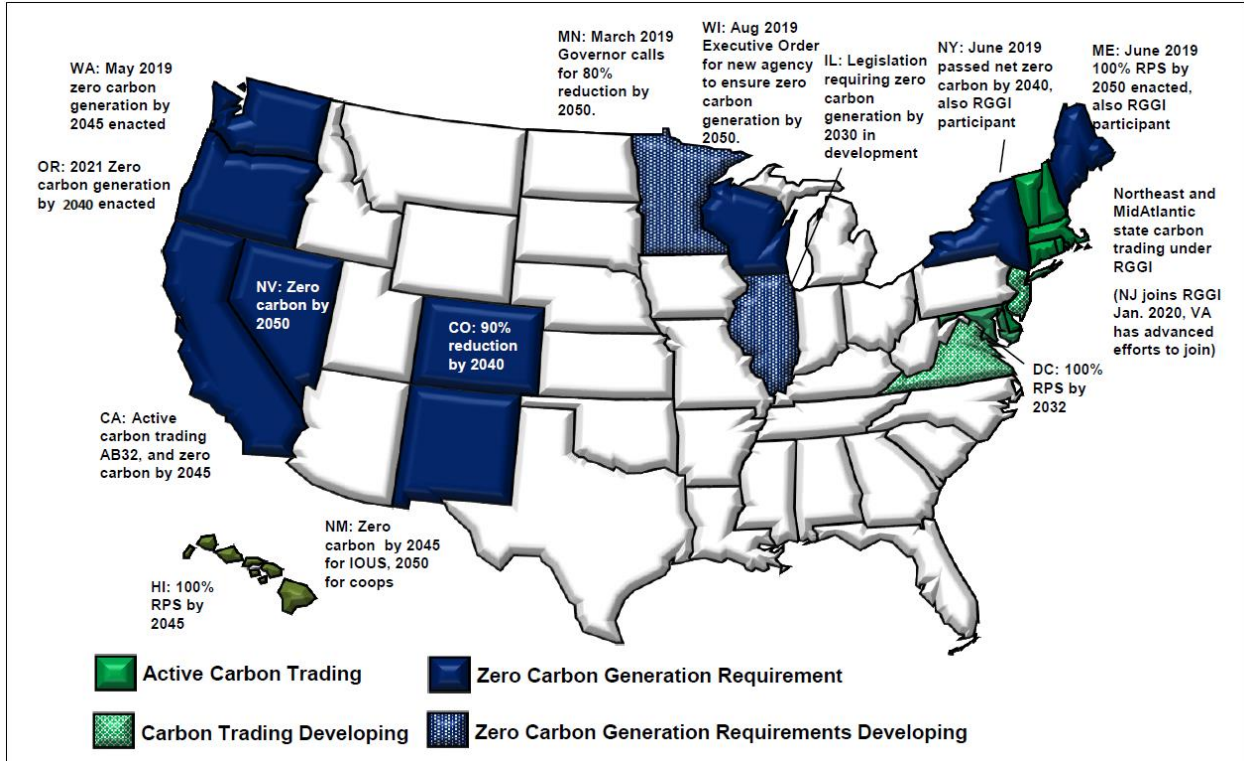 WA: May 2019
zero carbon
generation by
2045 enacted
OR: 2021 Zero
carbon generation
by 2040 enacted
MN: March 2019
Governor calls
for 80%
reduction by
2050.
WI: Aug 2019
Executive Order
for new agency
to ensure zero
carbon
generation by
2050.
IL: Legislation
requiring zero
carbon
generation by
2030 in
development
NY: June 2019
passed net zero
carbon by 2040,
also RGGI
participant
ME: June 2019
100% RPS by
2050 enacted,
also RGGI
participant
Northeast and
MidAtlantic
state carbon
trading under
RGGI
(NJ joins RGGI
Jan. 2020, VA
has advanced
efforts to join)
NV: Zero
carbon by
2050
CO: 90%
reduction
by 2040
DC: 100%
RPS by
2032
CA: Active
carbon trading
AB32, and zero
carbon by 2045
NM: Zero
carbon by 2045
for IOUS, 2050
for coops
HI: 100%
RPS by
2045
Active Carbon Trading
Zero Carbon Generation Requirement
Carbon Trading Developing
Zero Carbon Generation Requirements Developing